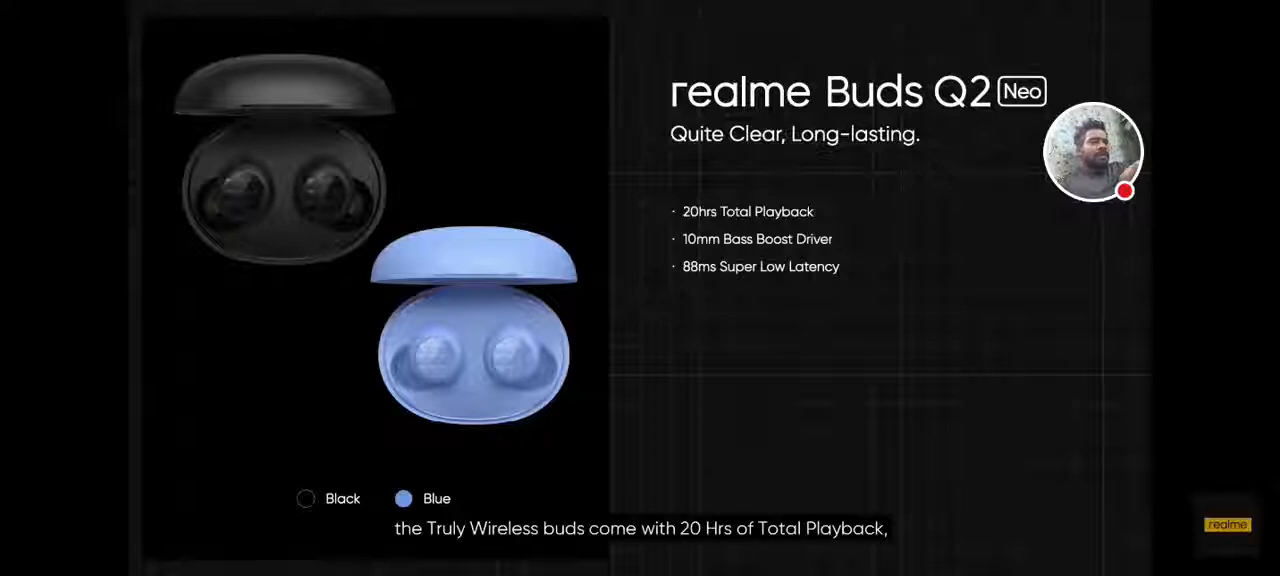 realme Buds Q2 Neo
Quite Clear, Long-lasting.
· 20hrs Total Playback
· 10mm Bass Boost Driver
· 88ms Super Low Latency
Black Blue
the Truly Wireless buds come with 20 Hrs of Total Playback,
realme